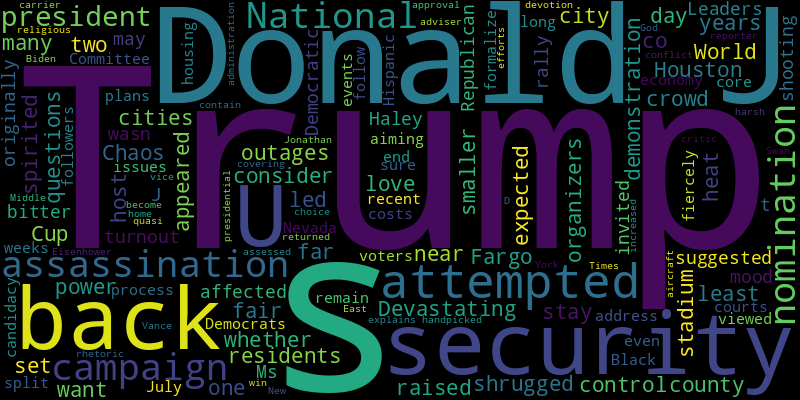 carrier
religious
president
National
devotion
approval
Leaders
many
two
may
Biden
Committee
adviser
long
city
day
years
Donald J
housing
administration
Democratic
events
follow
Hispanic
efforts
Republican
formalize
rally
co
World
God
reporter
conflict
shooting
originally
plans
contain
Houston
economy
core
Trump
spirited
questions
followers
cities
wasn
Chaos
issues
appeared
Haley
aiming
crowd
demonstration
harsh
critic
Swan
Jonathan
outages
covering
end
sure
consider
love
recent
costs
smaller
expected
organizers
invited
increased
fiercely
heat
t
nomination
host
vice
J
become
home
quasi
Middle
bitter
Cup
turnout
presidential
u
led
choice
Nevada
returned
D
weeks
Eisenhower
assessed
far
voters
near
Fargo
York
Times
aircraft
suggested
mood
assassination
S
attempted
stadium
least
courts
viewed
candidacy
power
process
affected
remain
East
Devastating
stay
address
back
Vance
Democrats
fair
whether
residents
explains
handpicked
security
even
Black
rhetoric
set
campaign
Ms
split
want
July
one
win
New
raised
shrugged
control
county